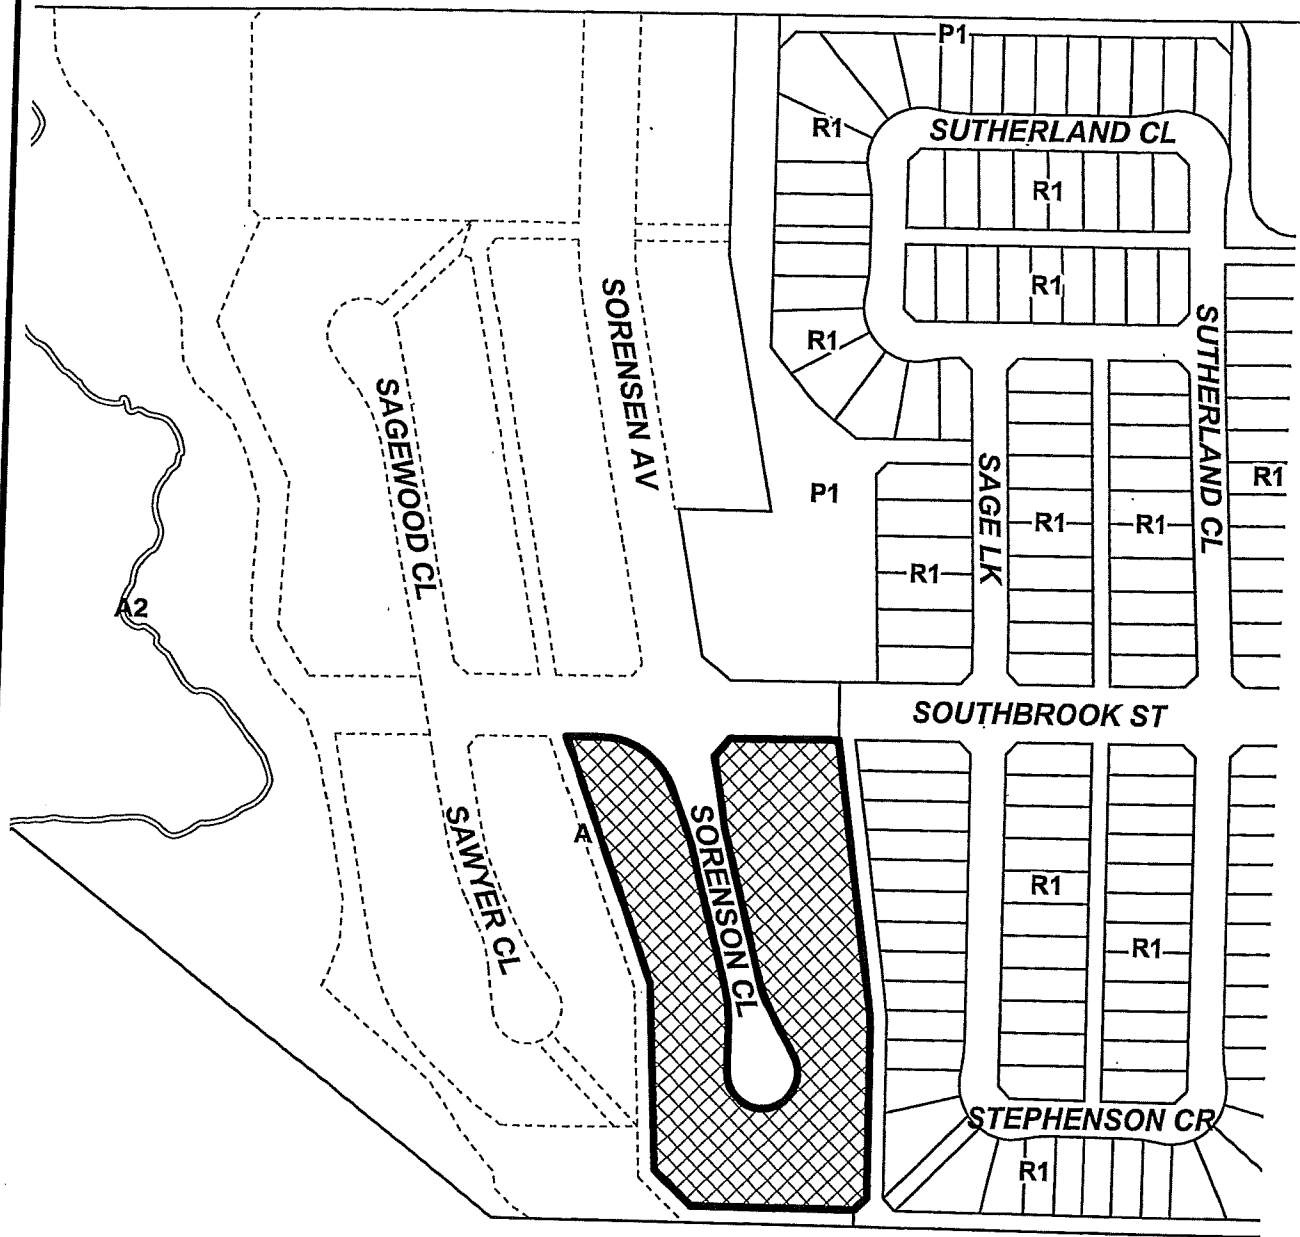 P1
R1
SUTHERLAND CL
R1
R1
R1
SORENSEN AV
SUTHERLAND CL
SAGEWOOD CL
P1
SAGE LK
R1
R1
R1
R1
A2
SOUTHBROOK ST
A
SAWYER CL
SORENSON CL
R1
R1
STEPHENSON CR
R1